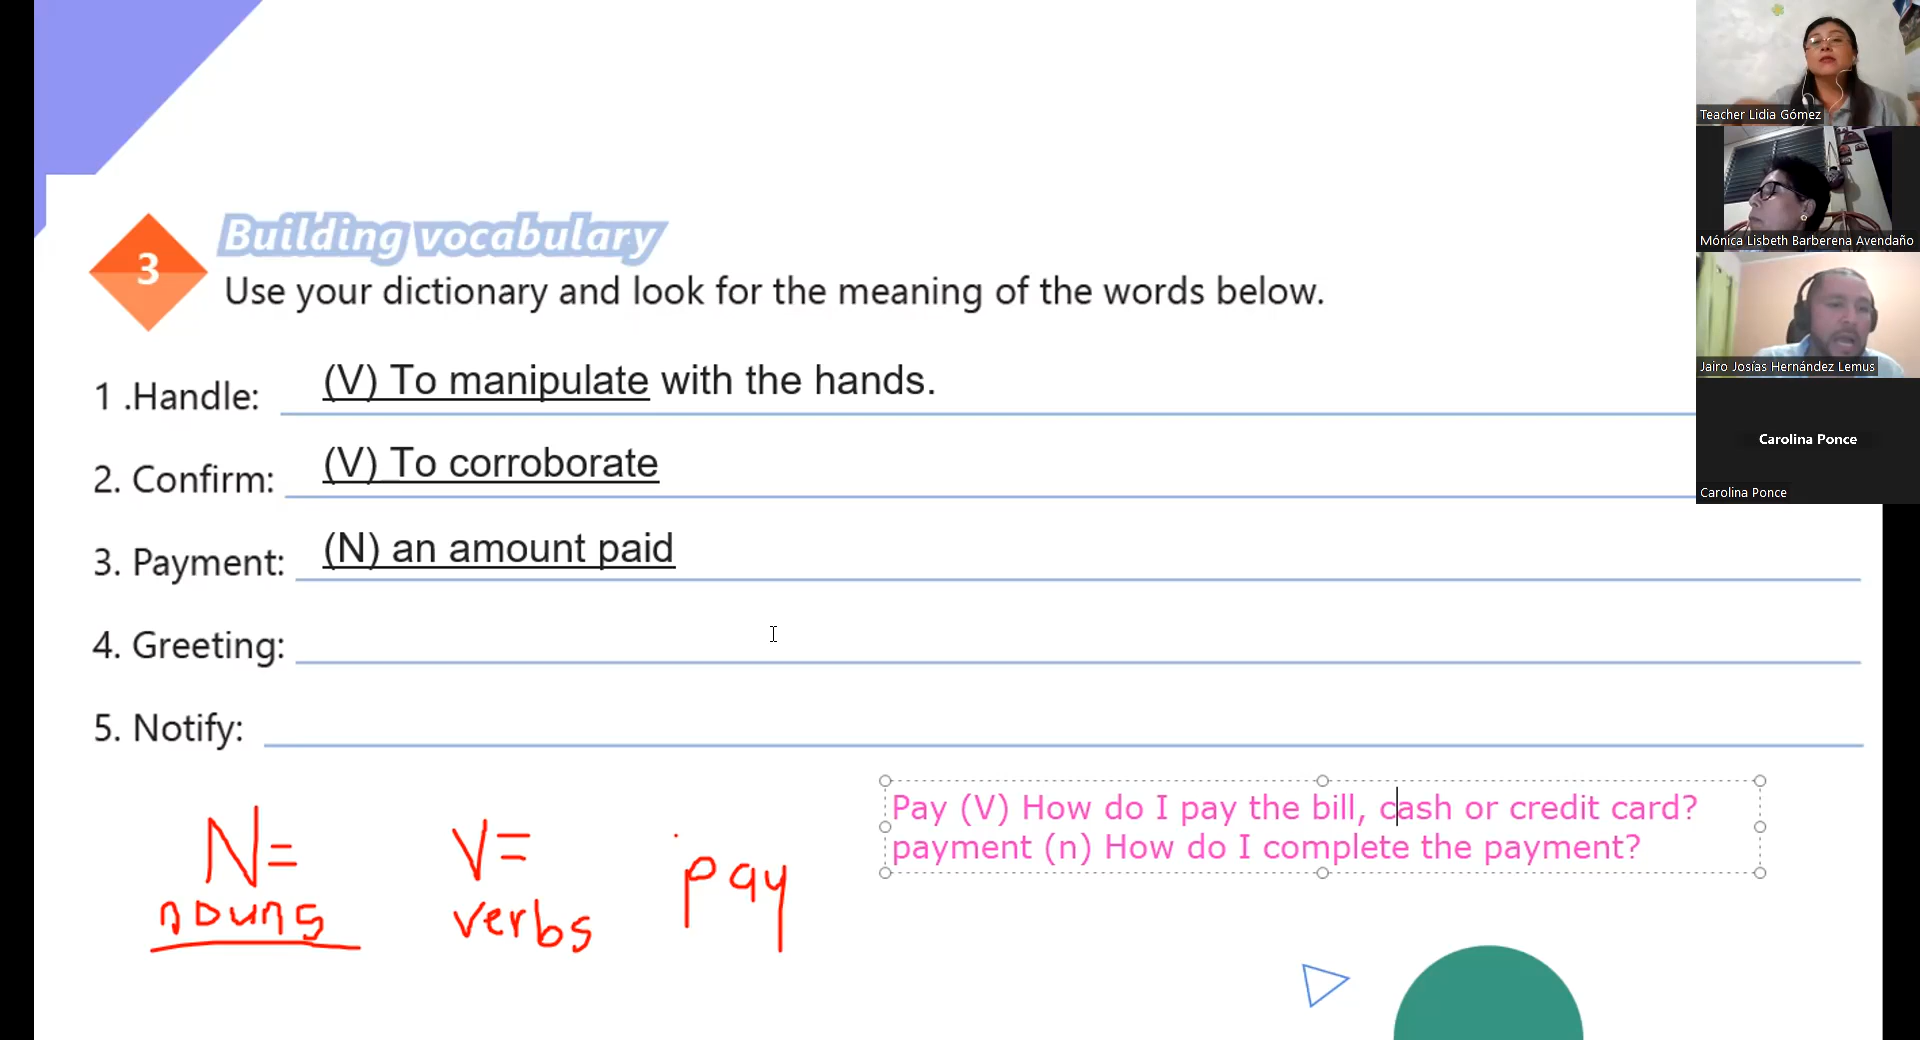 3
Building vocabulary
Use your dictionary and look for the meaning of the words below.
1 .Handle: (V) To manipulate with the hands.
2. Confirm: (V) To corroborate
3. Payment: (N) an amount paid
4. Greeting:
5. Notify:
N=
nouns
V=
verbs
pay
Pay (V) How do I pay the bill, cash or credit card?
payment (n) How do I complete the payment?
Teacher Lidia Gómez
Mónica Lisbeth Barberena Avendaño
Jairo Josías Hernández Lemus
Carolina Ponce
Carolina Ponce